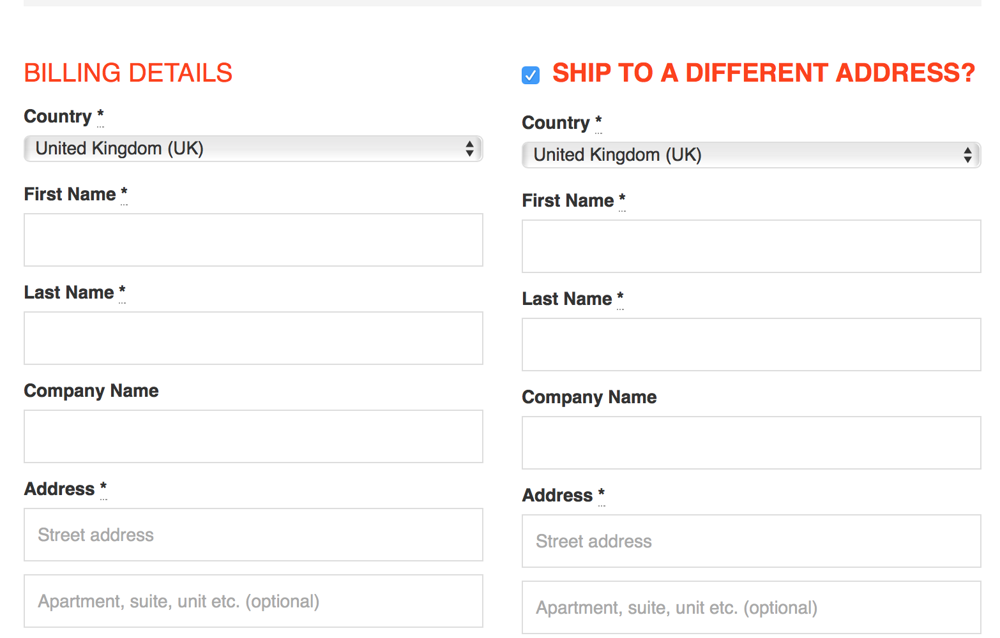 BILLING DETAILS
Country *
United Kingdom (UK)
First Name *
Last Name *
Company Name
Address *
Street address
Apartment, suite, unit etc. (optional)
SHIP TO A DIFFERENT ADDRESS?
Country *
United Kingdom (UK)
First Name *
Last Name *
Company Name
Address *
Street address
Apartment, suite, unit etc. (optional)